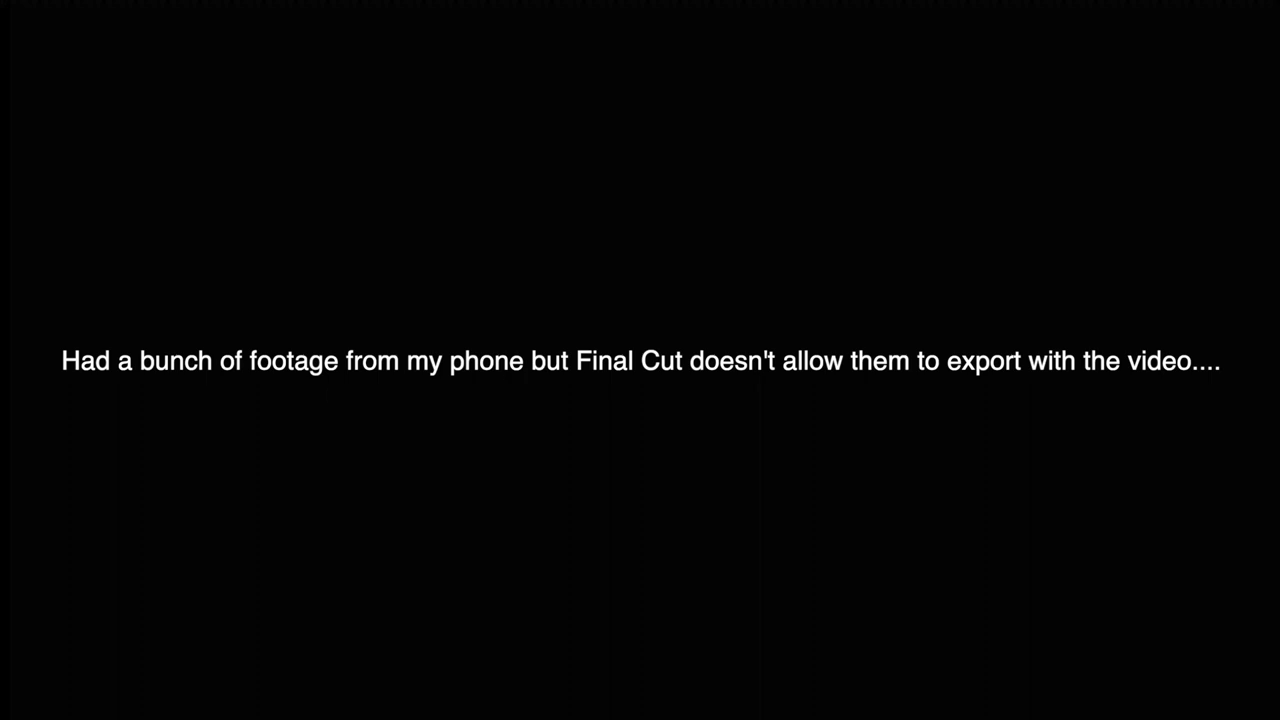 Had a bunch of footage from my phone but Final Cut doesn't allow them to export with the video....